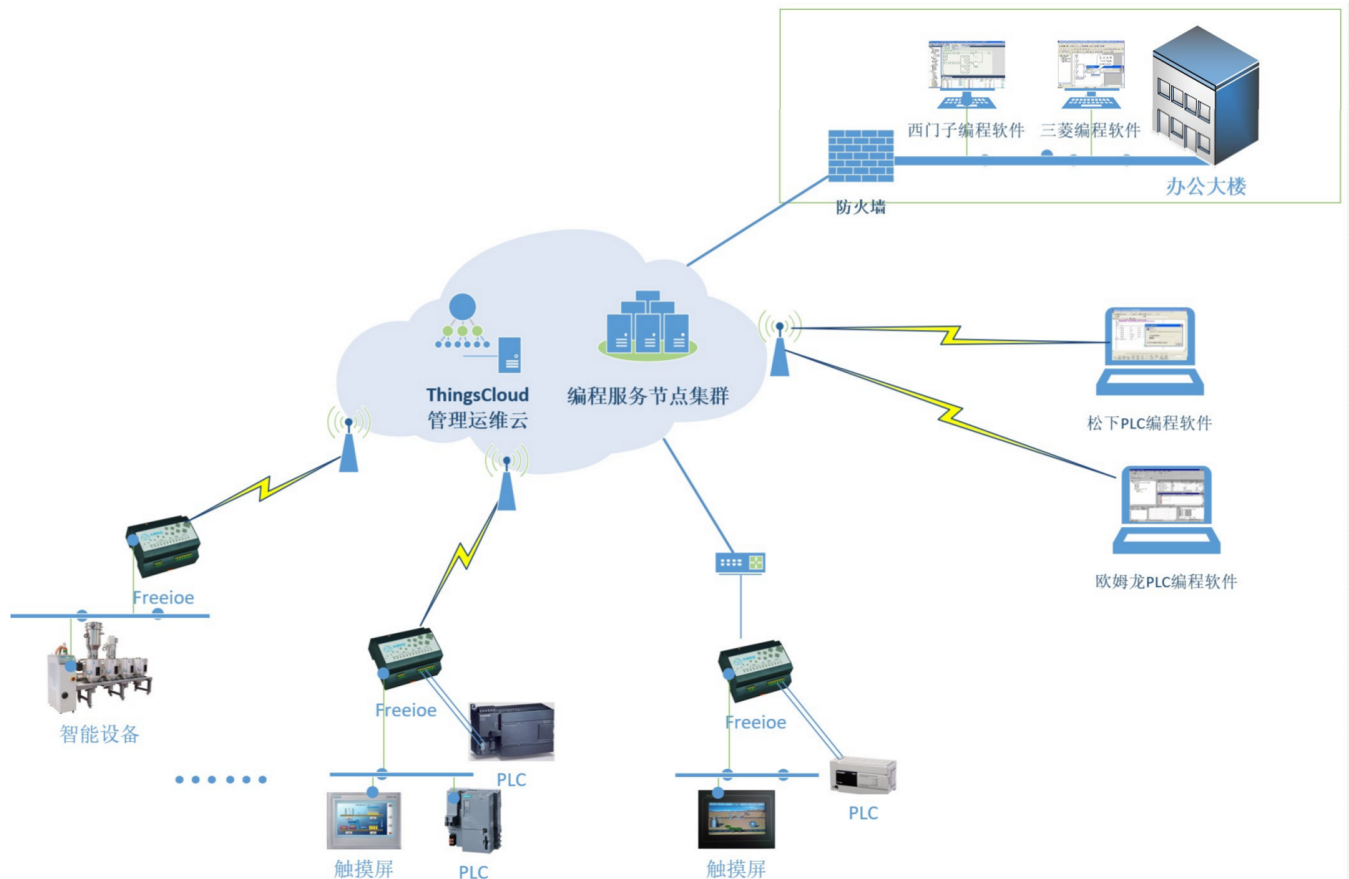 西门子编程软件
三菱编程软件
办公大楼
防火墙
ThingsCloud
管理运维云
编程服务节点集群
松下PLC编程软件
欧姆龙PLC编程软件
Freeioe
智能设备
Freeioe
PLC
触摸屏
PLC
Freeioe
PLC
触摸屏